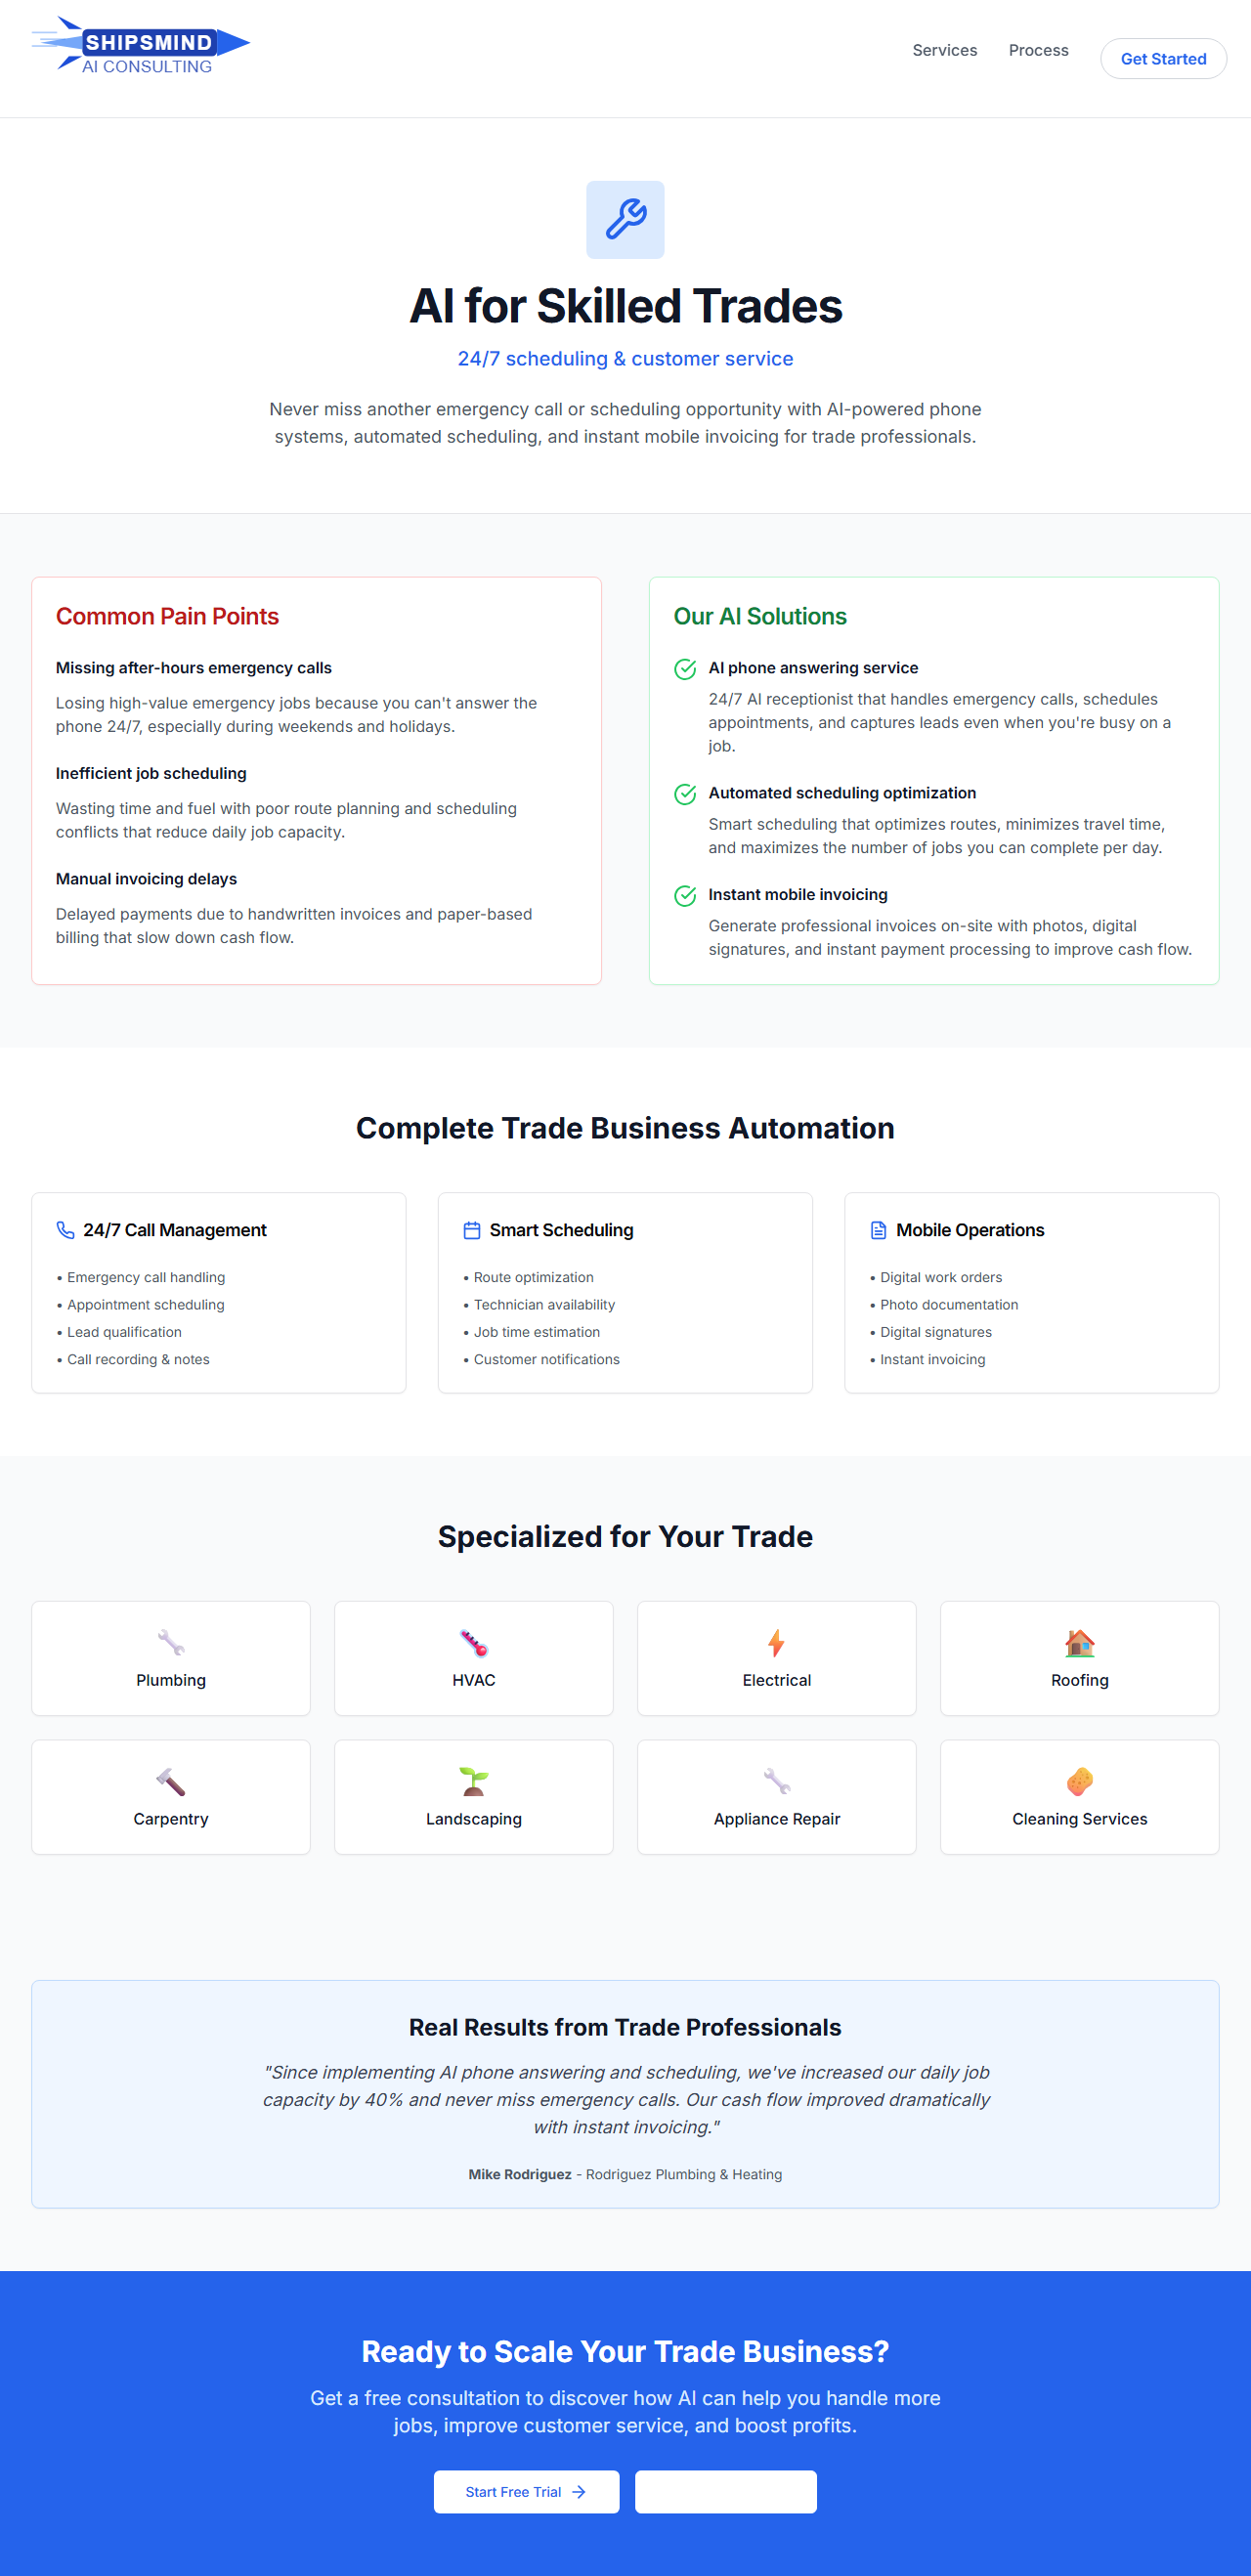 SHIPSMIND
AI CONSULTING
Services
Process
Get Started
AI for Skilled Trades
24/7 scheduling & customer service
Never miss another emergency call or scheduling opportunity with AI-powered phone
systems, automated scheduling, and instant mobile invoicing for trade professionals.
Common Pain Points
Missing after-hours emergency calls
Losing high-value emergency jobs because you can't answer the
phone 24/7, especially during weekends and holidays.
Inefficient job scheduling
Wasting time and fuel with poor route planning and scheduling
conflicts that reduce daily job capacity.
Manual invoicing delays
Delayed payments due to handwritten invoices and paper-based
billing that slow down cash flow.
Our AI Solutions
AI phone answering service
24/7 AI receptionist that handles emergency calls, schedules
appointments, and captures leads even when you're busy on a
job.
Automated scheduling optimization
Smart scheduling that optimizes routes, minimizes travel time,
and maximizes the number of jobs you can complete per day.
Instant mobile invoicing
Generate professional invoices on-site with photos, digital
signatures, and instant payment processing to improve cash flow.
Complete Trade Business Automation
24/7 Call Management
• Emergency call handling
• Appointment scheduling
• Lead qualification
• Call recording & notes
Smart Scheduling
• Route optimization
• Technician availability
• Job time estimation
• Customer notifications
Mobile Operations
• Digital work orders
• Photo documentation
• Digital signatures
• Instant invoicing
Specialized for Your Trade
Plumbing
HVAC
Electrical
Roofing
Carpentry
Landscaping
Appliance Repair
Cleaning Services
Real Results from Trade Professionals
"Since implementing AI phone answering and scheduling, we've increased our daily job
capacity by 40% and never miss emergency calls. Our cash flow improved dramatically
with instant invoicing."
Mike Rodriguez - Rodriguez Plumbing & Heating
Ready to Scale Your Trade Business?
Get a free consultation to discover how AI can help you handle more
jobs, improve customer service, and boost profits.
Start Free Trial